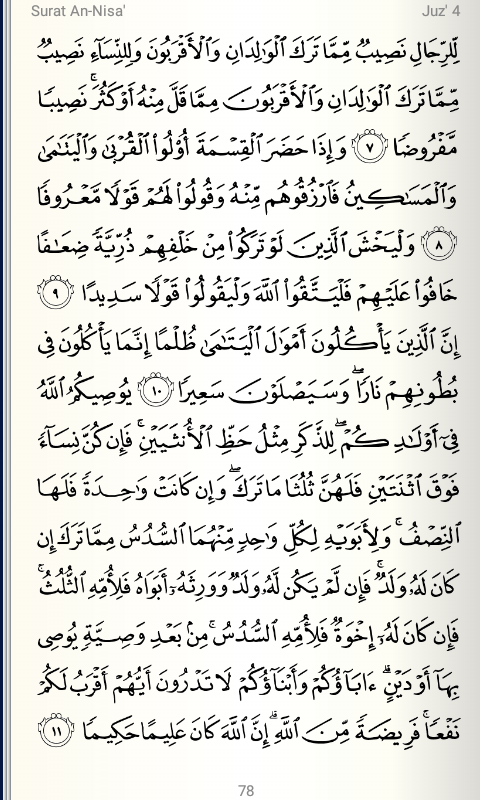 Surat An-Nisa' Juz' 4
لِّلرِّجَالِ نَصِيبٌ مِّمَّا تَرَكَ ٱلْوَٰلِدَانِ وَٱلْأَقْرَبُونَ وَلِلنِّسَآءِ نَصِيبٌ
مِّمَّا تَرَكَ ٱلْوَٰلِدَانِ وَٱلْأَقْرَبُونَ مِمَّا قَلَّ مِنْهُ أَوْ كَثُرَ ۚ نَصِيبًا
مَّفْرُوضًا ٧ وَإِذَا حَضَرَ ٱلْقِسْمَةَ أُو۟لُوا۟ ٱلْقُرْبَىٰ وَٱلْيَتَٰمَىٰ
وَٱلْمَسَٰكِينُ فَٱرْزُقُوهُم مِّنْهُ وَقُولُوا۟ لَهُمْ قَوْلًا مَّعْرُوفًا
٨ وَلْيَخْشَ ٱلَّذِينَ لَوْ تَرَكُوا۟ مِنْ خَلْفِهِمْ ذُرِّيَّةً ضِعَٰفًا
خَافُوا۟ عَلَيْهِمْ فَلْيَتَّقُوا۟ ٱللَّهَ وَلْيَقُولُوا۟ قَوْلًا سَدِيدًا ٩
إِنَّ ٱلَّذِينَ يَأْكُلُونَ أَمْوَٰلَ ٱلْيَتَٰمَىٰ ظُلْمًا إِنَّمَا يَأْكُلُونَ فِى
بُطُونِهِمْ نَارًا ۖ وَسَيَصْلَوْنَ سَعِيرًا ١٠ يُوصِيكُمُ ٱللَّهُ
فِىٓ أَوْلَٰدِكُمْ ۖ لِلذَّكَرِ مِثْلُ حَظِّ ٱلْأُنثَيَيْنِ ۚ فَإِن كُنَّ نِسَآءً
فَوْقَ ٱثْنَتَيْنِ فَلَهُنَّ ثُلُثَا مَا تَرَكَ ۖ وَإِن كَانَتْ وَٰحِدَةً فَلَهَا
ٱلنِّصْفُ ۚ وَلِأَبَوَيْهِ لِكُلِّ وَٰحِدٍ مِّنْهُمَا ٱلسُّدُسُ مِمَّا تَرَكَ إِن
كَانَ لَهُۥ وَلَدٌ ۚ فَإِن لَّمْ يَكُن لَّهُۥ وَلَدٌ وَوَرِثَهُۥٓ أَبَوَاهُ فَلِأُمِّهِ ٱلثُّلُثُ ۚ
فَإِن كَانَ لَهُۥٓ إِخْوَةٌ فَلِأُمِّهِ ٱلسُّدُسُ ۚ مِنۢ بَعْدِ وَصِيَّةٍ يُوصِى
بِهَآ أَوْ دَيْنٍ ۗ ءَابَآؤُكُمْ وَأَبْنَآؤُكُمْ لَا تَدْرُونَ أَيُّهُمْ أَقْرَبُ لَكُمْ
نَفْعًا ۚ فَرِيضَةً مِّنَ ٱللَّهِ ۗ إِنَّ ٱللَّهَ كَانَ عَلِيمًا حَكِيمًا ١١
78